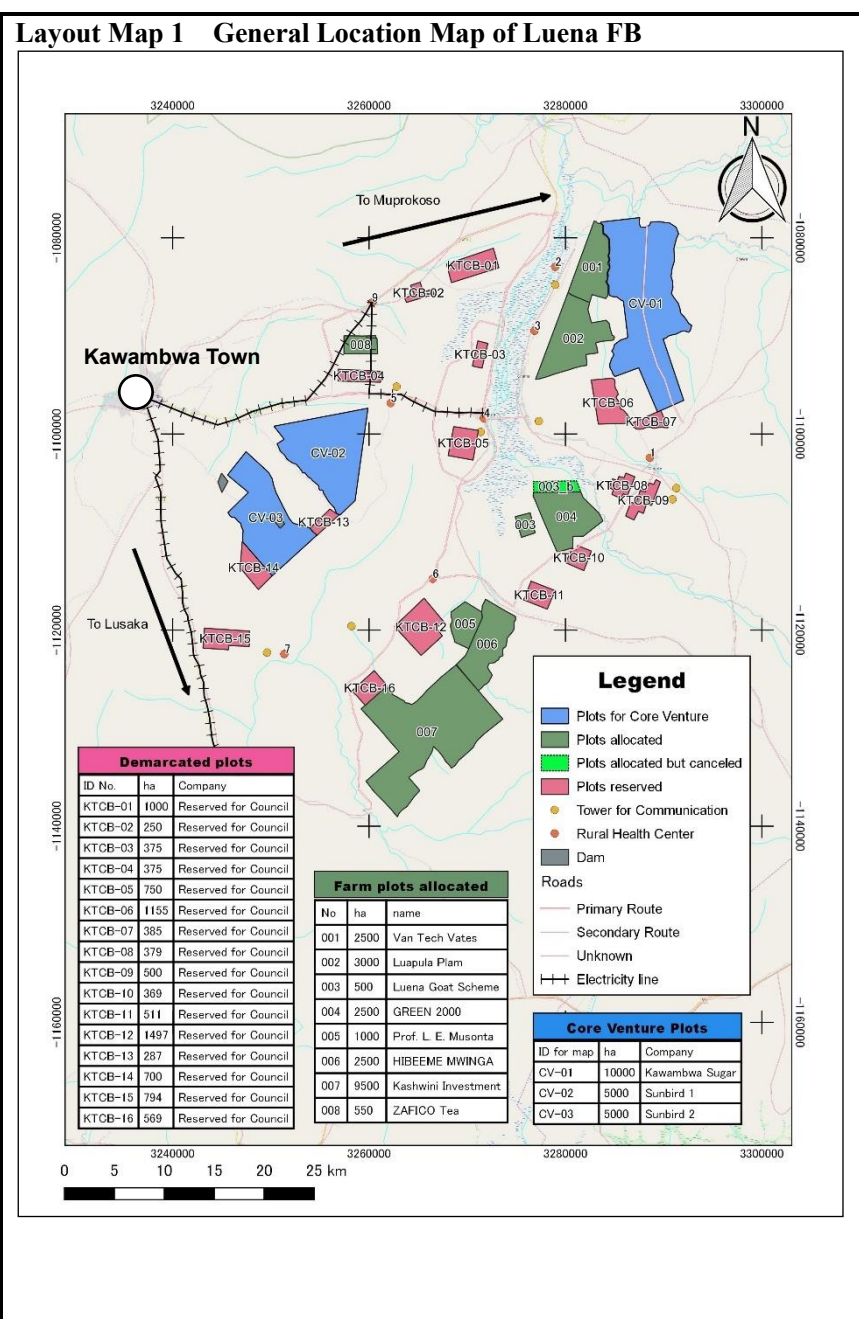 Layout Map 1 General Location Map of Luena FB
3240000 3260000 3280000 3300000
N
To Muprokoso
-1080000 -1080000
KTCB-01
001
2
KTCB-02
CV-01
9
3
002
008
KTCB-03
Kawambwa Town
KTCB-04
5
4
KTCB-06
KTCB-07
-1100000 -1100000
CV-02
KTCB-05
1
003_b
KTCB-08
KTCB-09
CV-03
KTCB-13
003
004
KTCB-10
KTCB-14
6
KTCB-11
To Lusaka
KTCB-15
7
KTCB-12
005
006
-1120000 -1120000
KTCB-16
007
Legend
Plots for Core Venture
Plots allocated
Plots allocated but canceled
Plots reserved
Tower for Communication
Rural Health Center
Dam
Roads
Primary Route
Secondary Route
Unknown
Electricity line
-1140000 -1140000
Demarcated plots
ID No. ha Company
KTCB-01 1000 Reserved for Council
KTCB-02 250 Reserved for Council
KTCB-03 375 Reserved for Council
KTCB-04 375 Reserved for Council
KTCB-05 750 Reserved for Council
KTCB-06 1155 Reserved for Council
KTCB-07 385 Reserved for Council
KTCB-08 379 Reserved for Council
KTCB-09 500 Reserved for Council
KTCB-10 369 Reserved for Council
KTCB-11 511 Reserved for Council
KTCB-12 1497 Reserved for Council
KTCB-13 287 Reserved for Council
KTCB-14 700 Reserved for Council
KTCB-15 794 Reserved for Council
KTCB-16 569 Reserved for Council
Farm plots allocated
No ha name
001 2500 Van Tech Vates
002 3000 Luapula Plam
003 500 Luena Goat Scheme
004 2500 GREEN 2000
005 1000 Prof. L. E. Musonta
006 2500 HIBEEME MWINGA
007 9500 Kashwini Investment
008 550 ZAFICO Tea
-1160000 -1160000
Core Venture Plots
ID for map ha Company
CV-01 10000 Kawambwa Sugar
CV-02 5000 Sunbird 1
CV-03 5000 Sunbird 2
3240000 3260000 3280000 3300000
0 5 10 15 20 25 km